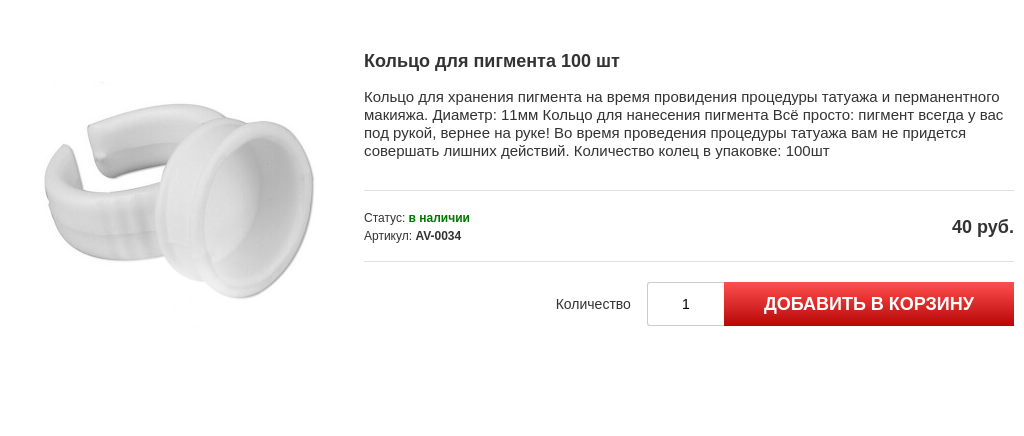 Кольцо для пигмента 100 шт
Кольцо для хранения пигмента на время провидения процедуры татуажа и перманентного
макияжа. Диаметр: 11мм Кольцо для нанесения пигмента Всё просто: пигмент всегда у вас
под рукой, вернее на руке! Во время проведения процедуры татуажа вам не придется
совершать лишних действий. Количество колец в упаковке: 100шт
Статус: в наличии
Артикул: AV-0034
40 руб.
Количество 1 ДОБАВИТЬ В КОРЗИНУ